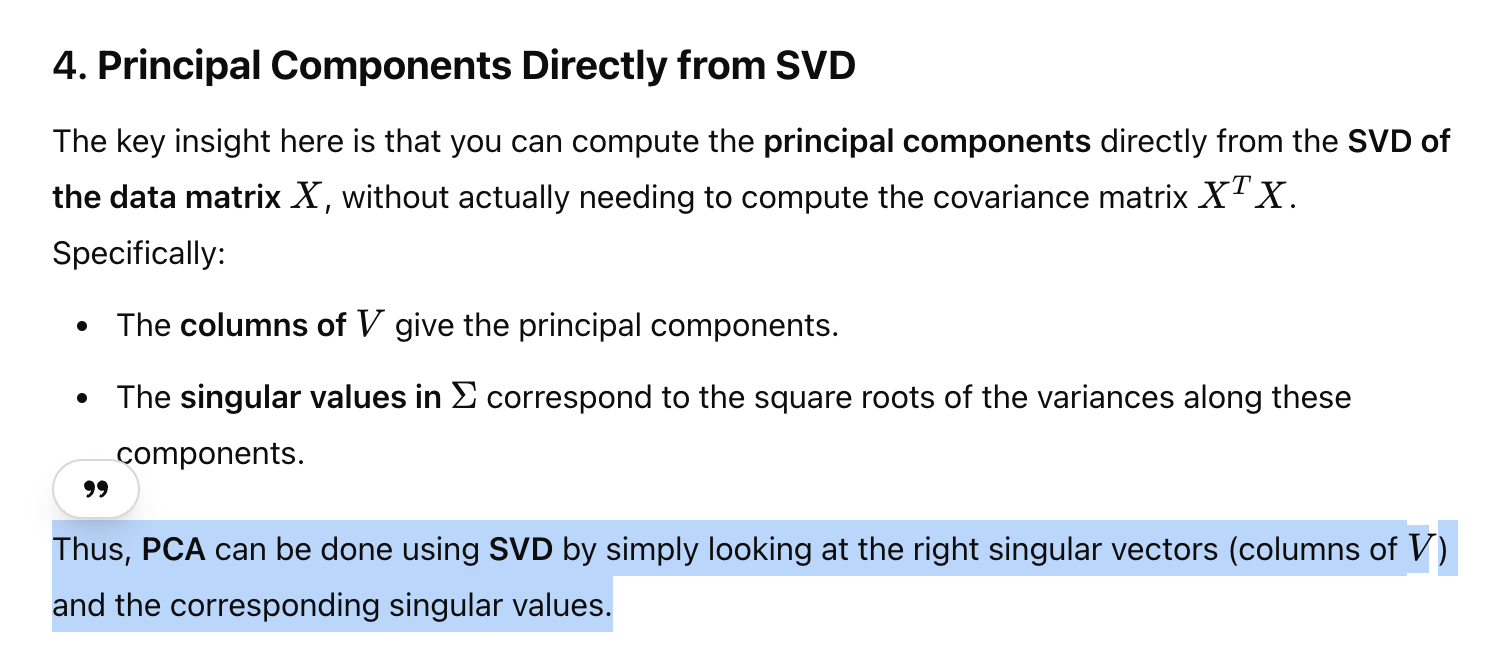 4. Principal Components Directly from SVD
The key insight here is that you can compute the principal components directly from the SVD of
the data matrix X, without actually needing to compute the covariance matrix X^T X.
Specifically:
• The columns of V give the principal components.
• The singular values in Σ correspond to the square roots of the variances along these
components.
”
Thus, PCA can be done using SVD by simply looking at the right singular vectors (columns of V)
and the corresponding singular values.